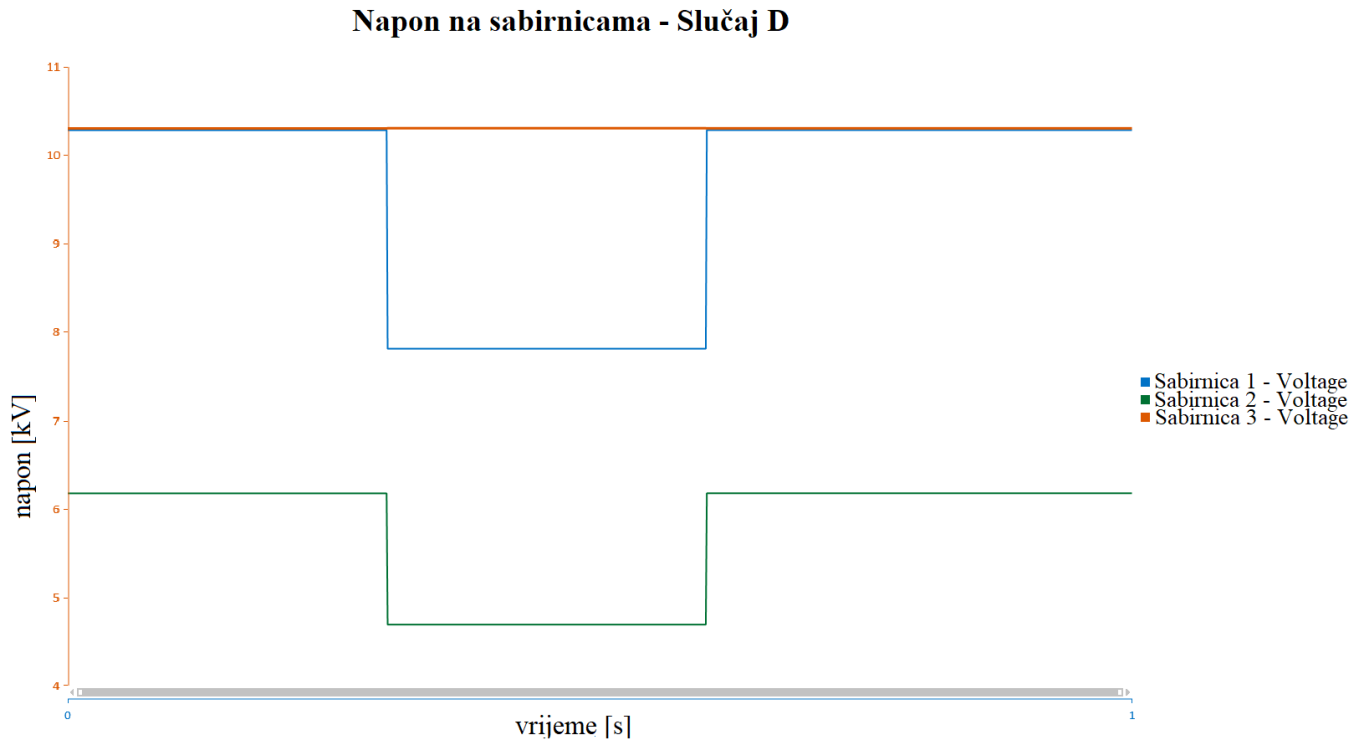 Napon na sabirnicama - Slučaj D
11
10
9
8
7
6
5
4
napon [kV]
0
1
vrijeme [s]
Sabirnica 1 - Voltage
Sabirnica 2 - Voltage
Sabirnica 3 - Voltage